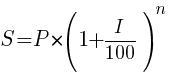 S = P * (1 + I/100)^n